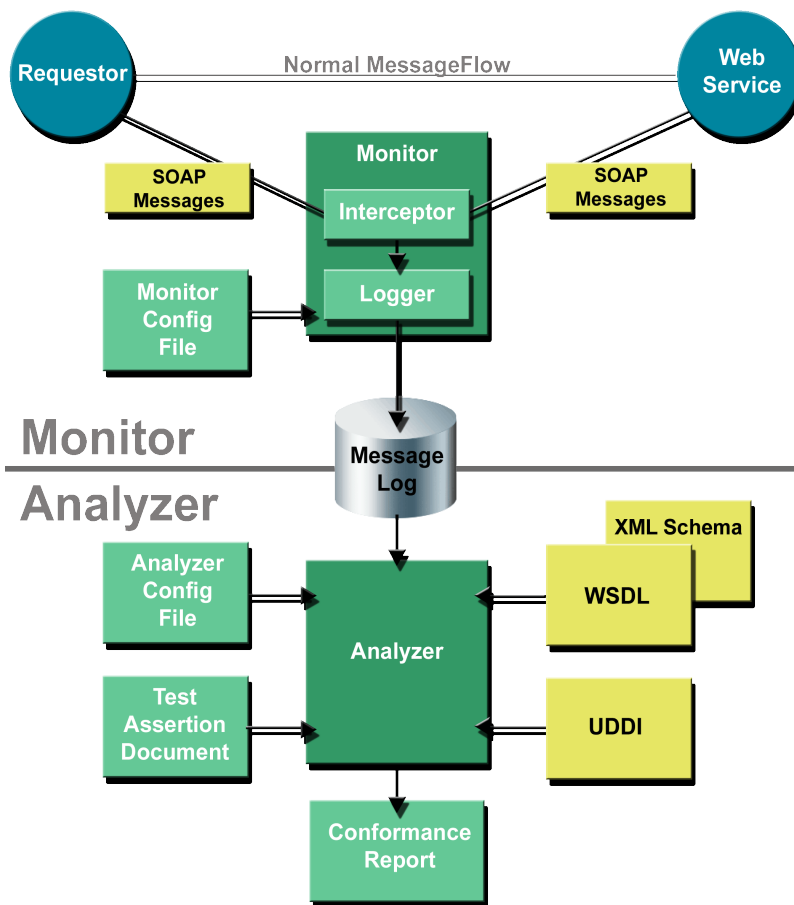 Requestor
Normal MessageFlow
Web
Service
Monitor
SOAP
Messages
SOAP
Messages
Interceptor
Monitor
Config
File
Logger
Monitor
Message
Log
Analyzer
XML Schema
Analyzer
Config
File
WSDL
Analyzer
Test
Assertion
Document
UDDI
Conformance
Report